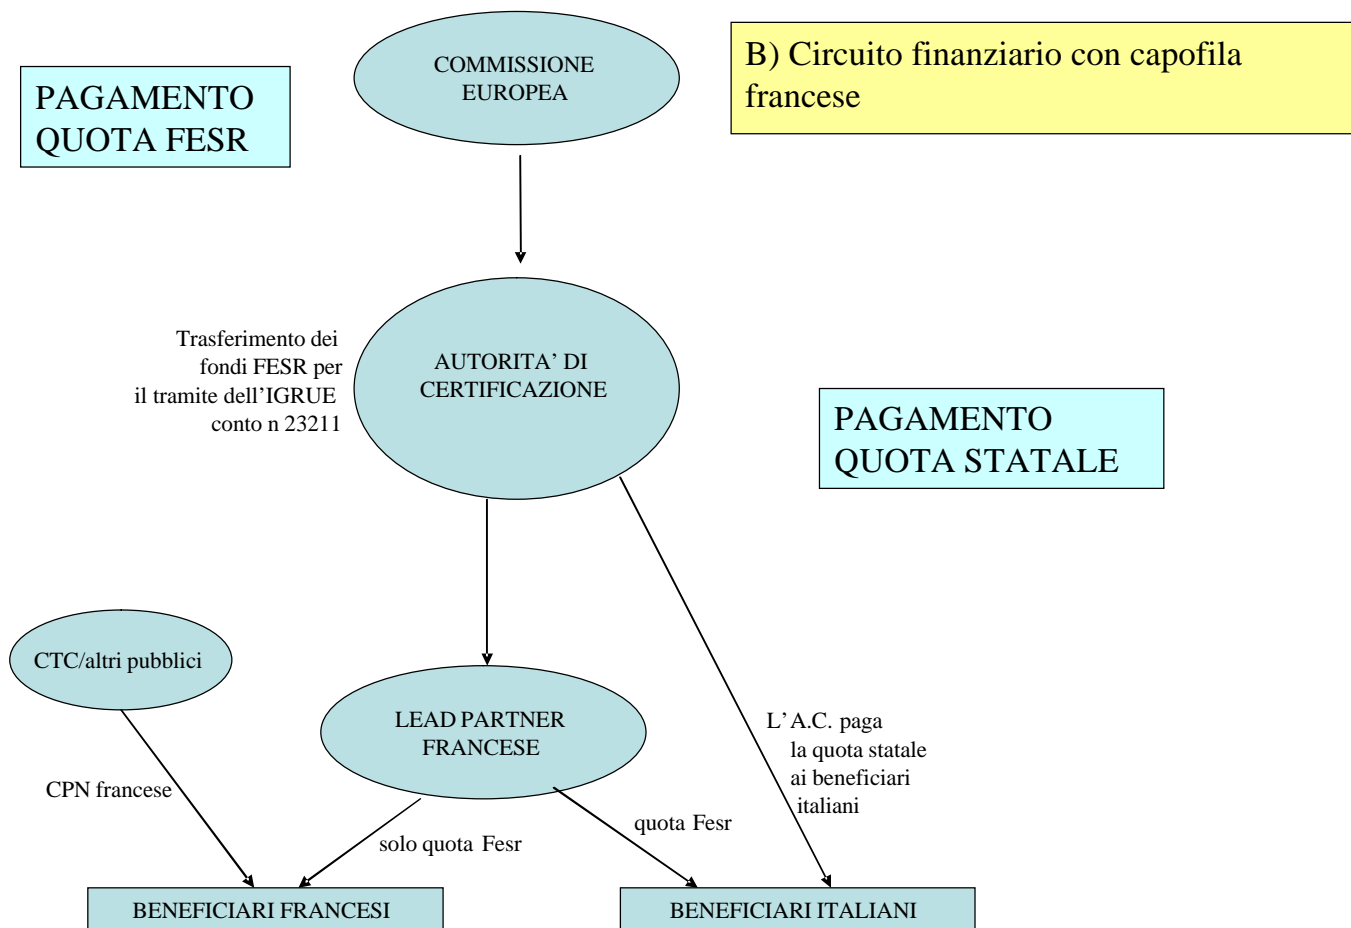 COMMISSIONE
EUROPEA
B) Circuito finanziario con capofila
francese
PAGAMENTO
QUOTA FESR
Trasferimento dei
fondi FESR per
il tramite dell’IGRUE
conto n 23211
AUTORITA’ DI
CERTIFICAZIONE
PAGAMENTO
QUOTA STATALE
CTC/altri pubblici
LEAD PARTNER
FRANCESE
L’A.C. paga
la quota statale
ai beneficiari
italiani
CPN francese
solo quota Fesr
quota Fesr
BENEFICIARI FRANCESI
BENEFICIARI ITALIANI